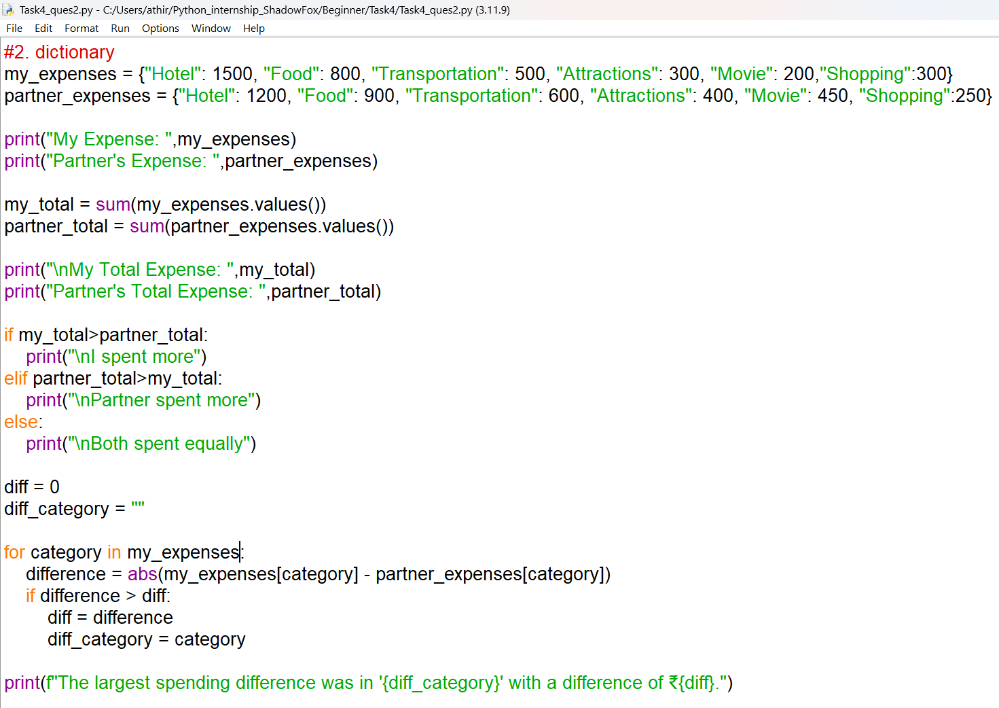 Task4_ques2.py - C:/Users/athir/Python_internship_ShadowFox/Beginner/Task4/Task4_ques2.py (3.11.9)
File Edit Format Run Options Window Help
#2. dictionary
my_expenses = {"Hotel": 1500, "Food": 800, "Transportation": 500, "Attractions": 300, "Movie": 200,"Shopping":300}
partner_expenses = {"Hotel": 1200, "Food": 900, "Transportation": 600, "Attractions": 400, "Movie": 450, "Shopping":250}

print("My Expense: ",my_expenses)
print("Partner's Expense: ",partner_expenses)

my_total = sum(my_expenses.values())
partner_total = sum(partner_expenses.values())

print("\nMy Total Expense: ",my_total)
print("Partner's Total Expense: ",partner_total)

if my_total>partner_total:
    print("\nI spent more")
elif partner_total>my_total:
    print("\nPartner spent more")
else:
    print("\nBoth spent equally")

diff = 0
diff_category = ""

for category in my_expenses:
    difference = abs(my_expenses[category] - partner_expenses[category])
    if difference > diff:
        diff = difference
        diff_category = category

print(f"The largest spending difference was in '{diff_category}' with a difference of ₹{diff}.")